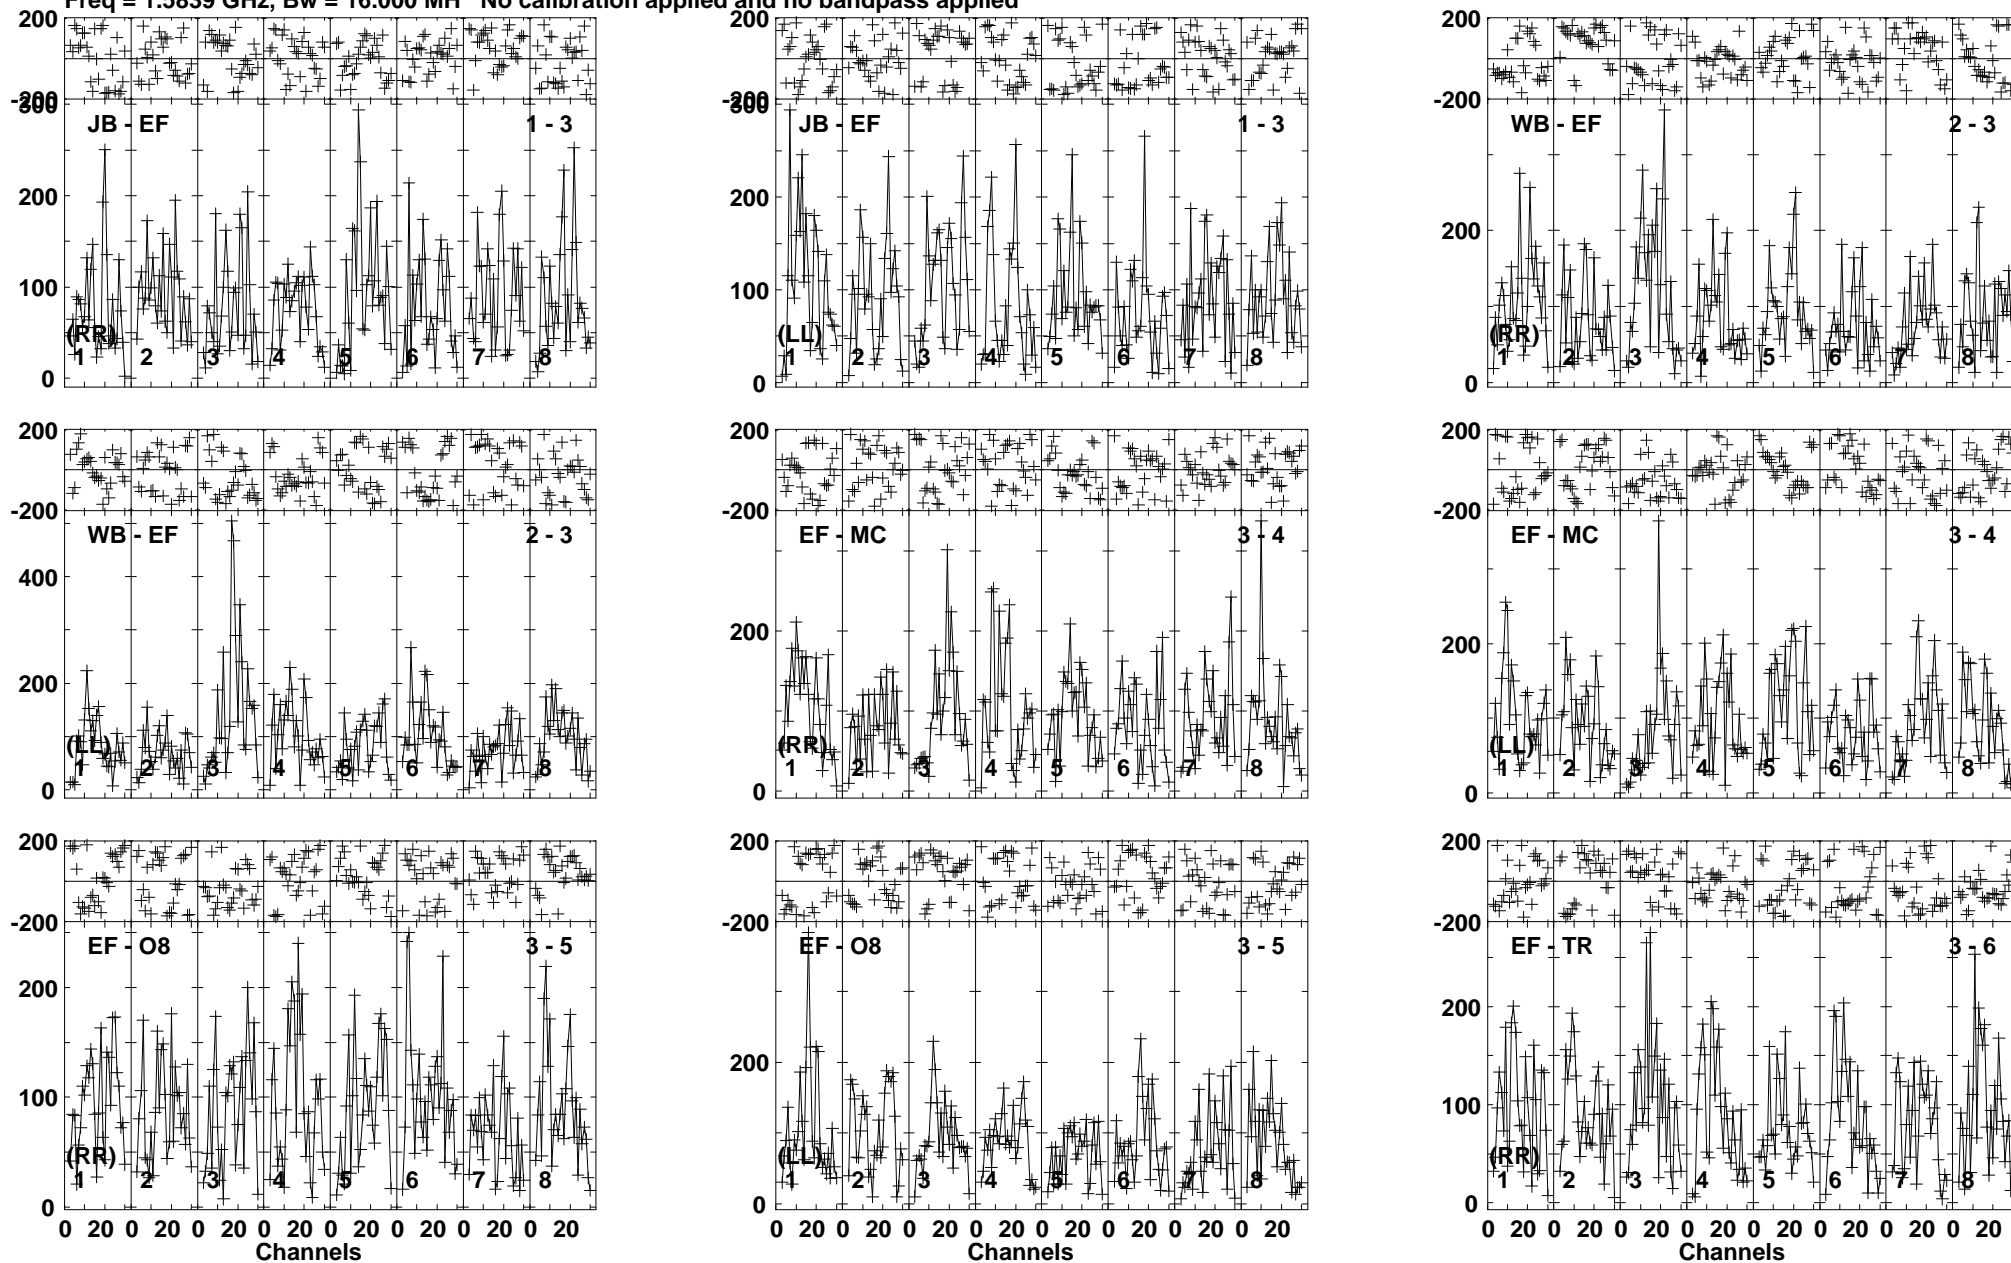 Freq = 1.5839 GHz, Bw = 16.000 MH No calibration applied and no bandpass applied
200 200 200
-200 -200 -200
300 300
JB - EF 1 - 3 JB - EF 1 - 3 WB - EF 2 - 3
200 200 200
100 100
(RR) (LL) (RR)
1 2 3 4 5 6 7 8 1 2 3 4 5 6 7 8 1 2 3 4 5 6 7 8
0 0 0
200 200 200
-200 -200 -200
WB - EF 2 - 3 EF - MC 3 - 4 EF - MC 3 - 4
400
200 200 200
(LL) (RR) (LL)
1 2 3 4 5 6 7 8 1 2 3 4 5 6 7 8 1 2 3 4 5 6 7 8
0 0 0
200 200 200
-200 -200 -200
EF - O8 3 - 5 EF - O8 3 - 5 EF - TR 3 - 6
200 200 200
100 100
(RR) (LL) (RR)
1 2 3 4 5 6 7 8 1 2 3 4 5 6 7 8 1 2 3 4 5 6 7 8
0 0 0
0 20 0 20 0 20 0 20 0 20 0 20 0 20 0 20 0 20 0 20 0 20 0 20 0 20 0 20 0 20 0 20 0 20 0 20 0 20 0 20 0 20 0 20 0 20 0 20
Channels Channels Channels